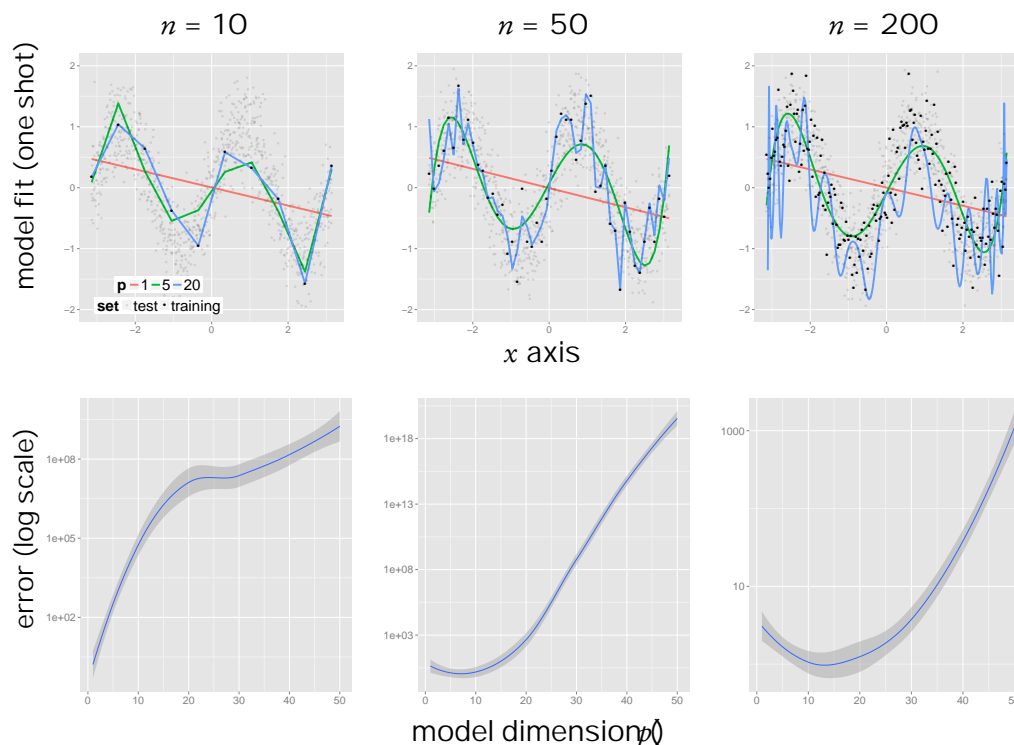 n = 10
n = 50
n = 200
model fit (one shot)
2
1
0
−1
−2
p 1 5 20
set test training
−2
0
2
2
1
0
−1
−2
−2
0
2
2
1
0
−1
−2
−2
0
2
x axis
error (log scale)
1e+08
1e+05
1e+02
0
10
20
30
40
50
1e+18
1e+13
1e+08
1e+03
0
10
20
30
40
50
1000
10
0
10
20
30
40
50
model dimension (p)